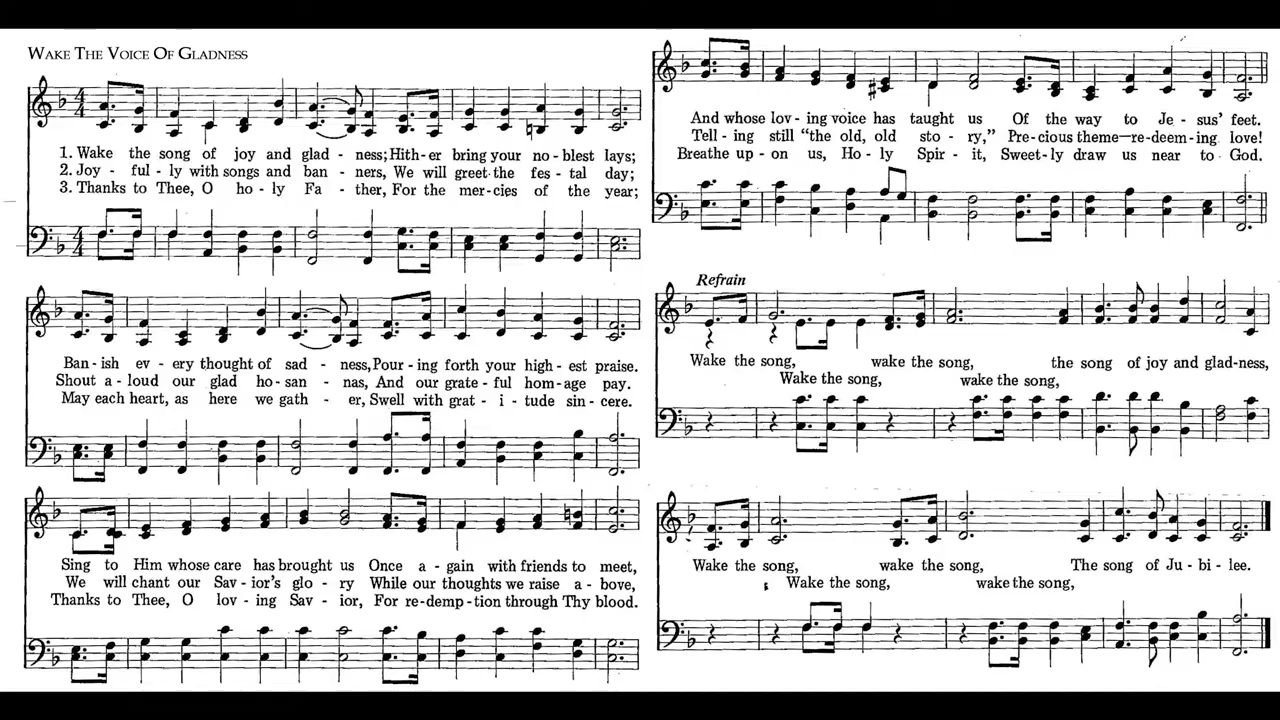 WAKE THE VOICE OF GLADNESS
1. Wake the song of joy and glad - ness; Hith-er bring your no-blest lays;
2. Joy - ful - ly with songs and ban - ners, We will greet the fes - tal day;
3. Thanks to Thee, O ho - ly Fa - ther, For the mer-cies of the year;
Ban-ish ev - ery thought of sad - ness, Pour-ing forth your high-est praise.
Shout a-loud our glad ho-san - nas, And our grate-ful hom-age pay.
May each heart, as here we gath - er, Swell with grat - i - tude sin-cere.
Sing to Him whose care has brought us Once a-gain with friends to meet,
We will chant our Sav-ior's glo - ry While our thoughts we raise a-bove,
Thanks to Thee, O lov-ing Sav-ior, For re-demp-tion through Thy blood.
And whose lov-ing voice has taught us Of the way to Je-sus' feet.
Tell-ing still "the old, old sto-ry," Pre-cious theme—re-deem-ing love!
Breathe up-on us, Ho-ly Spir-it, Sweet-ly draw us near to God.
Refrain
Wake the song, wake the song, the song of joy and glad-ness,
Wake the song, wake the song,
Wake the song, wake the song, The song of Ju-bi-lee.
Wake the song, wake the song,